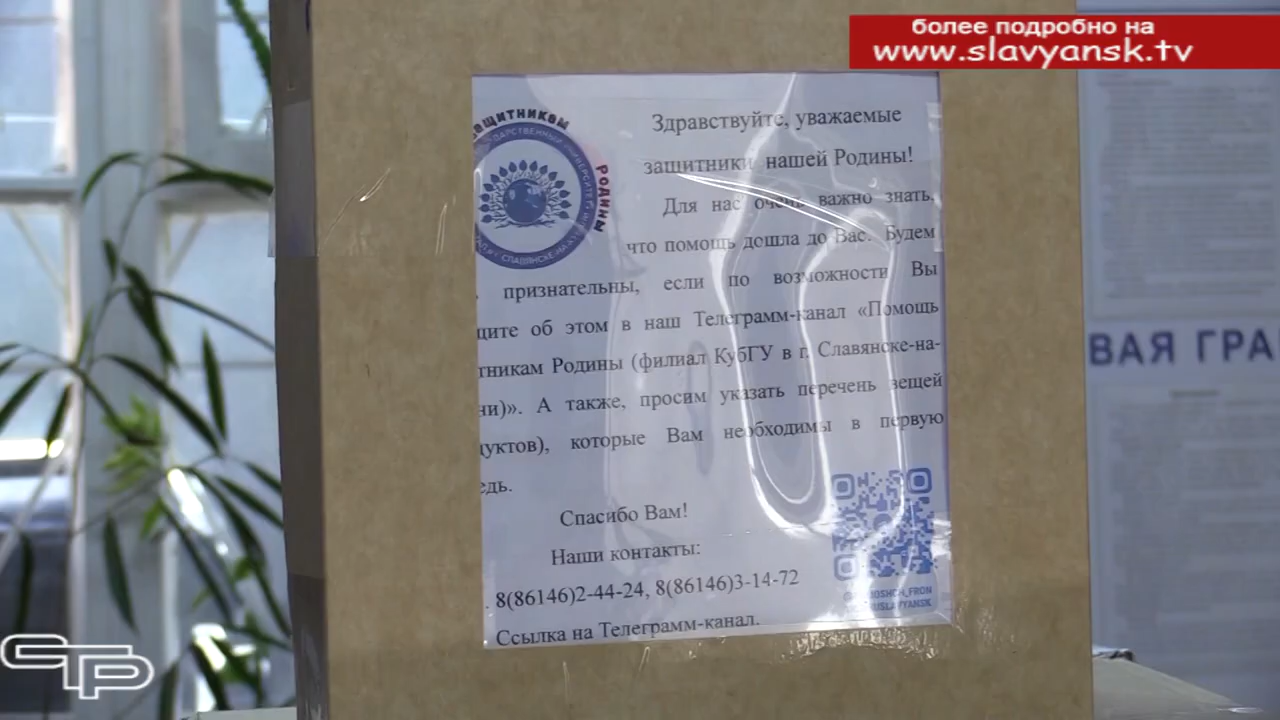 более подробно на
www.slavyansk.tv
ащитникам
РОДИНЫ
Здравствуйте, уважаемые
защитники нашей Родины!
Для нас очень важно знать,
что помощь дошла до Вас. Будем
признательны, если по возможности Вы
щите об этом в наш Телеграмм-канал «Помощь
тникам Родины (филиал КубГУ в г. Славянске-на-
ни)». А также, просим указать перечень вещей
дуктов), которые Вам необходимы в первую
едь.
Спасибо Вам!
Наши контакты:
8(86146)2-44-24, 8(86146)3-14-72
Ссылка на Телеграмм-канал.
ВАЯ ГРА
СТР